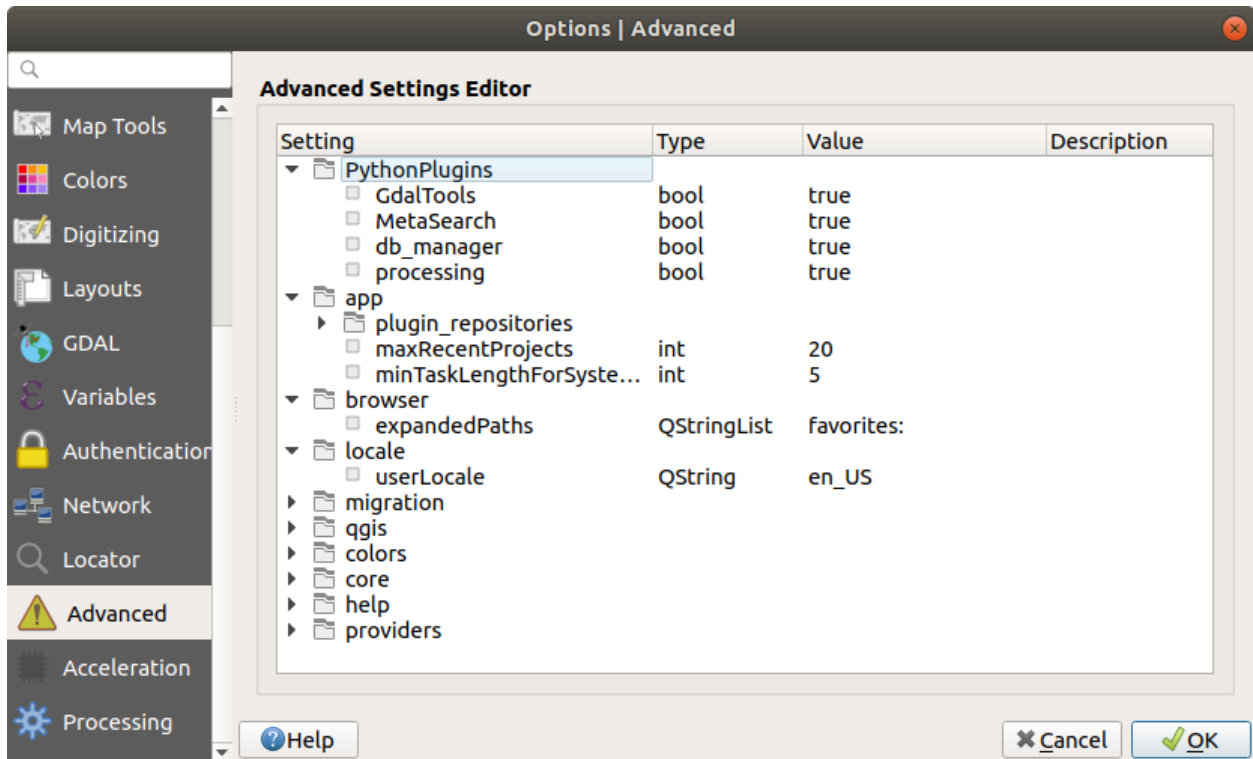 Options | Advanced
Map Tools
Colors
Digitizing
Layouts
GDAL
Variables
Authentication
Network
Locator
Advanced
Acceleration
Processing
Advanced Settings Editor
Setting Type Value Description
PythonPlugins
GdalTools bool true
MetaSearch bool true
db_manager bool true
processing bool true
app
plugin_repositories
maxRecentProjects int 20
minTaskLengthForSyste... int 5
browser
expandedPaths QStringList favorites:
locale
userLocale QString en_US
migration
qgis
colors
core
help
providers
Help
Cancel
OK